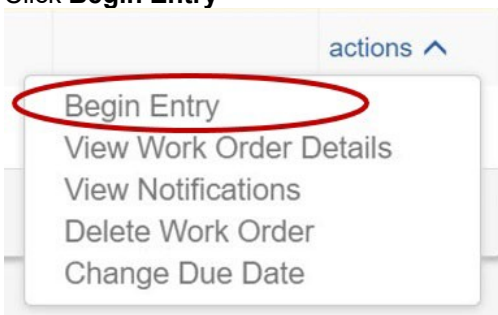 Click Begin Entry
actions
Begin Entry
View Work Order Details
View Notifications
Delete Work Order
Change Due Date